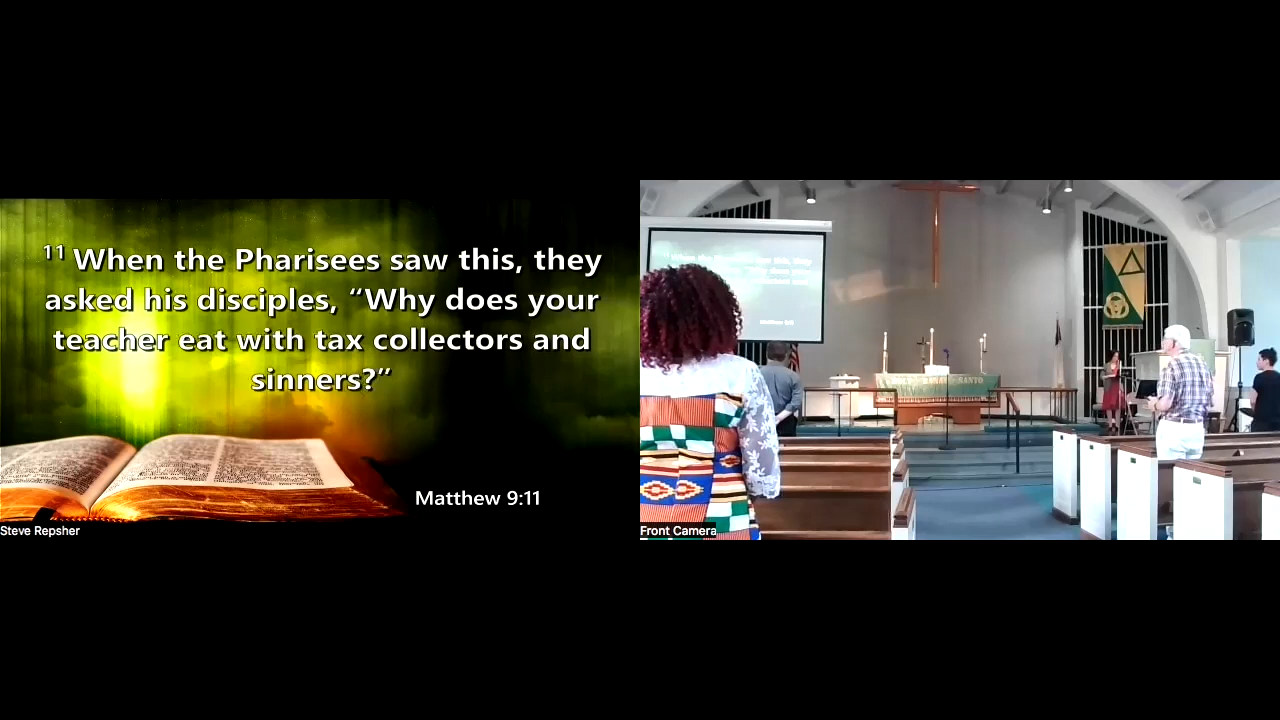 11 When the Pharisees saw this, they
asked his disciples, “Why does your
teacher eat with tax collectors and
sinners?”
Matthew 9:11
Steve Repsher
Front Camera